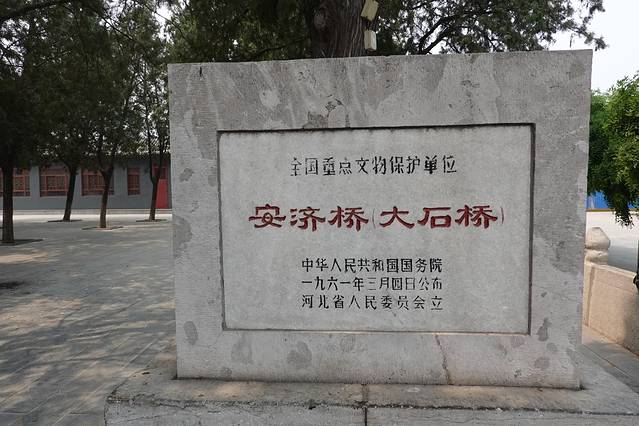 全国重点文物保护单位
安济桥(大石桥)
中华人民共和国国务院
一九六一年三月四日公布
河北省人民委员会立